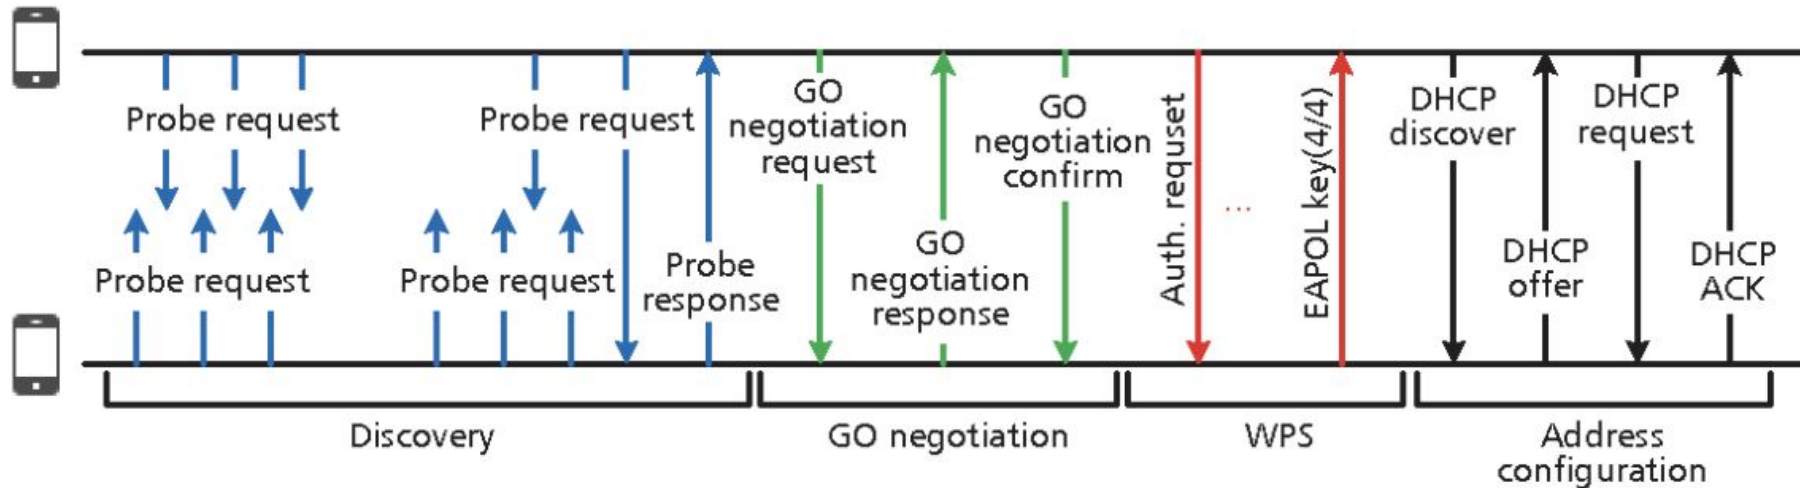 Probe request
Probe request
Probe request
Probe request
Probe
response
GO
negotiation
request
GO
negotiation
response
GO
negotiation
confirm
Auth. requset
...
EAPOL key(4/4)
DHCP
discover
DHCP
offer
DHCP
request
DHCP
ACK
Discovery
GO negotiation
WPS
Address
configuration